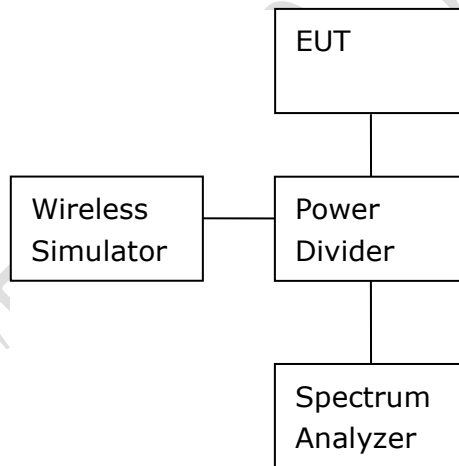 EUT
Wireless
Simulator
Power
Divider
Spectrum
Analyzer